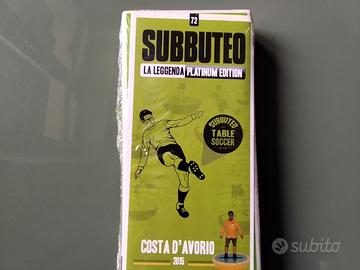 72
SUBBUTEO
LA LEGGENDA PLATINUM EDITION
SUBBUTEO
TABLE
SOCCER
COSTA D'AVORIO
2015
subito